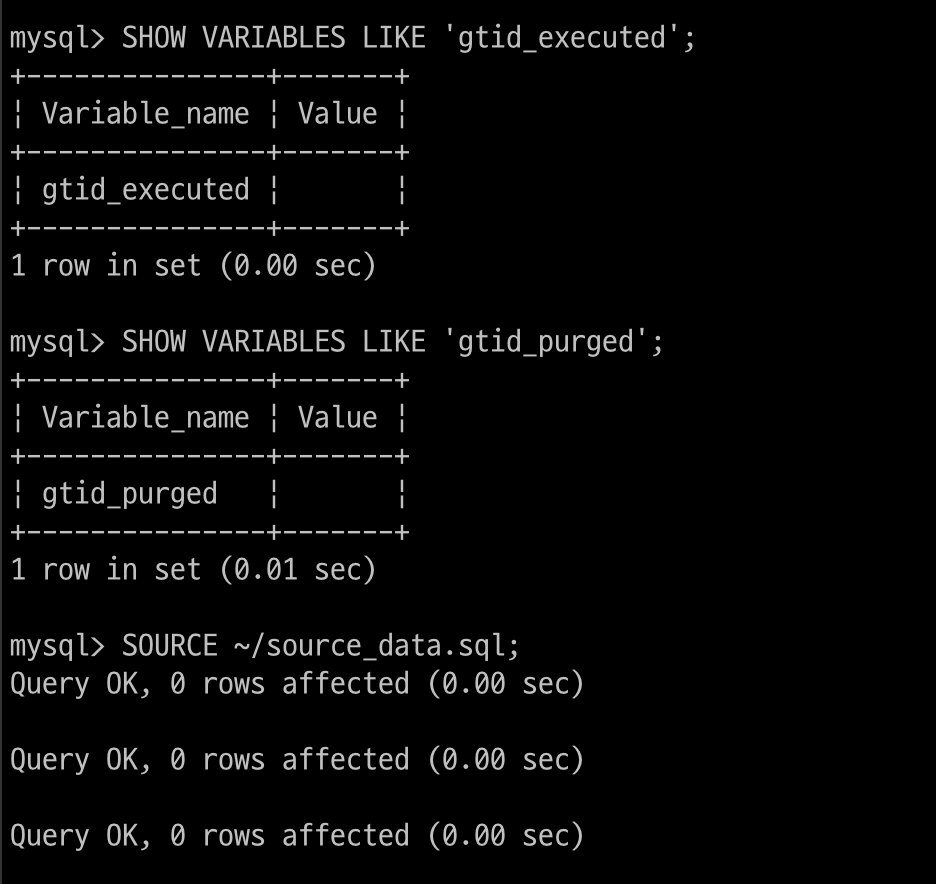 mysql> SHOW VARIABLES LIKE 'gtid_executed';
+---------------+-------+
¦ Variable_name ¦ Value ¦
+---------------+-------+
¦ gtid_executed ¦       ¦
+---------------+-------+
1 row in set (0.00 sec)
mysql> SHOW VARIABLES LIKE 'gtid_purged';
+---------------+-------+
¦ Variable_name ¦ Value ¦
+---------------+-------+
¦ gtid_purged   ¦       ¦
+---------------+-------+
1 row in set (0.01 sec)
mysql> SOURCE ~/source_data.sql;
Query OK, 0 rows affected (0.00 sec)
Query OK, 0 rows affected (0.00 sec)
Query OK, 0 rows affected (0.00 sec)